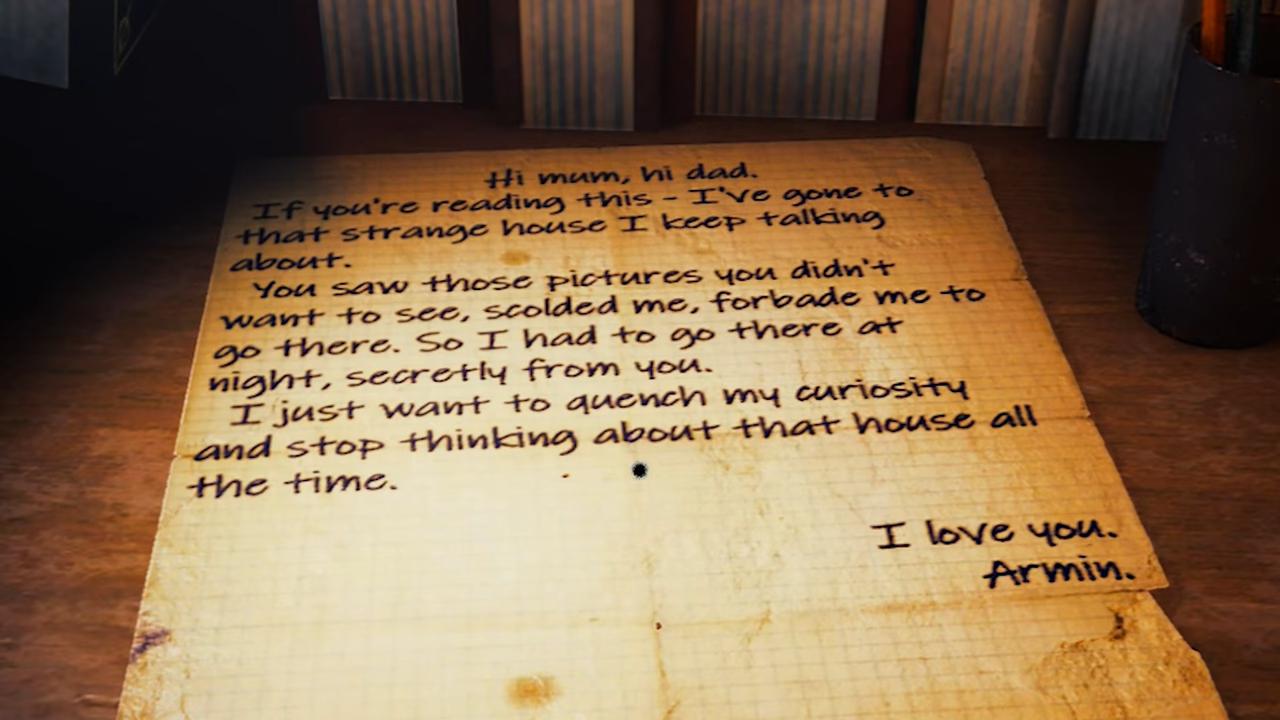 Hi mum, hi dad.
If you're reading this - I've gone to
that strange house I keep talking
about.
You saw those pictures you didn't
want to see, scolded me, forbade me to
go there. So I had to go there at
night, secretly from you.
I just want to quench my curiosity
and stop thinking about that house all
the time.
I love you.
Armin.